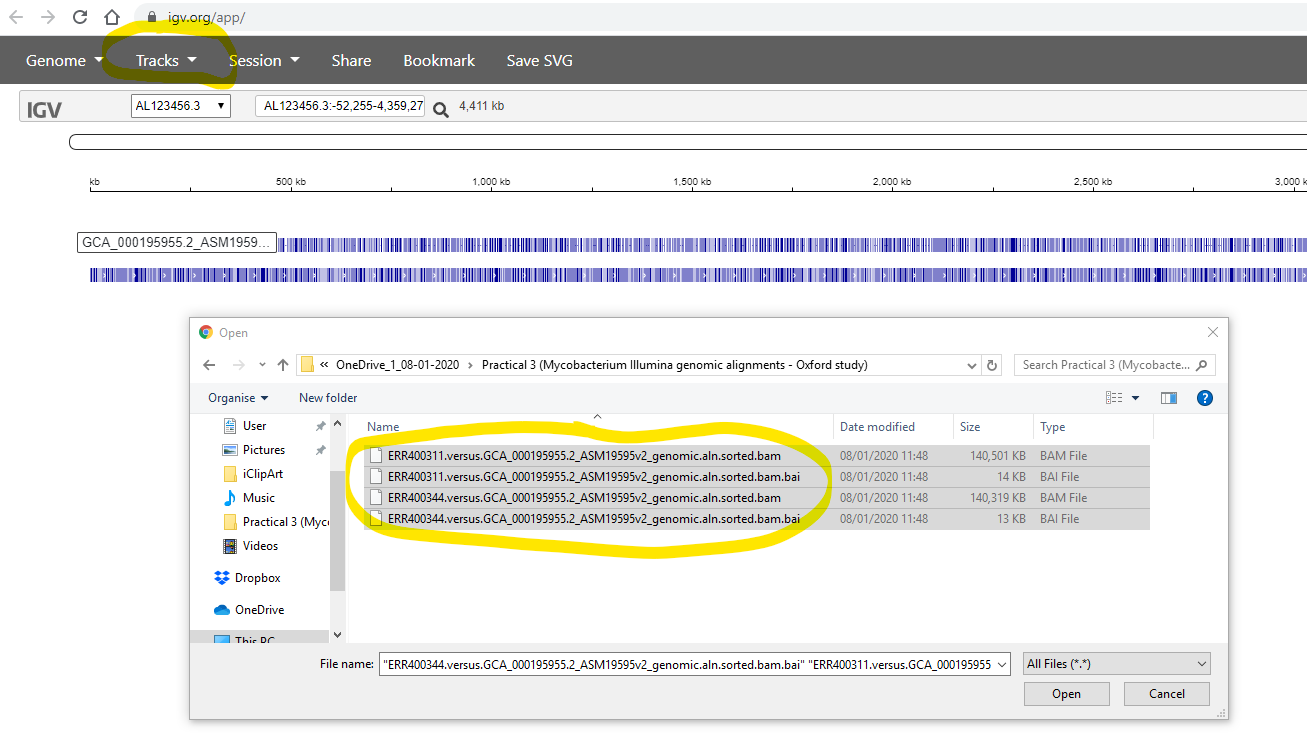 igv.org/app/
Genome Tracks Session Share Bookmark Save SVG
IGV AL123456.3 AL123456.3:-52,255-4,359,27 4,411 kb
kb 500 kb 1,000 kb 1,500 kb 2,000 kb 2,500 kb 3,000 k
GCA_000195955.2_ASM1959...
Open
« OneDrive_1_08-01-2020 › Practical 3 (Mycobacterium Illumina genomic alignments - Oxford study) Search Practical 3 (Mycobacte...
Organise New folder
Name Date modified Size Type
User
Pictures
iClipArt
Music
Practical 3 (Myc
Videos
Dropbox
OneDrive
This PC
ERR400311.versus.GCA_000195955.2_ASM19595v2_genomic.aln.sorted.bam 08/01/2020 11:48 140,501 KB BAM File
ERR400311.versus.GCA_000195955.2_ASM19595v2_genomic.aln.sorted.bam.bai 08/01/2020 11:48 14 KB BAI File
ERR400344.versus.GCA_000195955.2_ASM19595v2_genomic.aln.sorted.bam 08/01/2020 11:48 140,319 KB BAM File
ERR400344.versus.GCA_000195955.2_ASM19595v2_genomic.aln.sorted.bam.bai 08/01/2020 11:48 13 KB BAI File
File name: "ERR400344.versus.GCA_000195955.2_ASM19595v2_genomic.aln.sorted.bam.bai" "ERR400311.versus.GCA_000195955 All Files (*.*)
Open Cancel